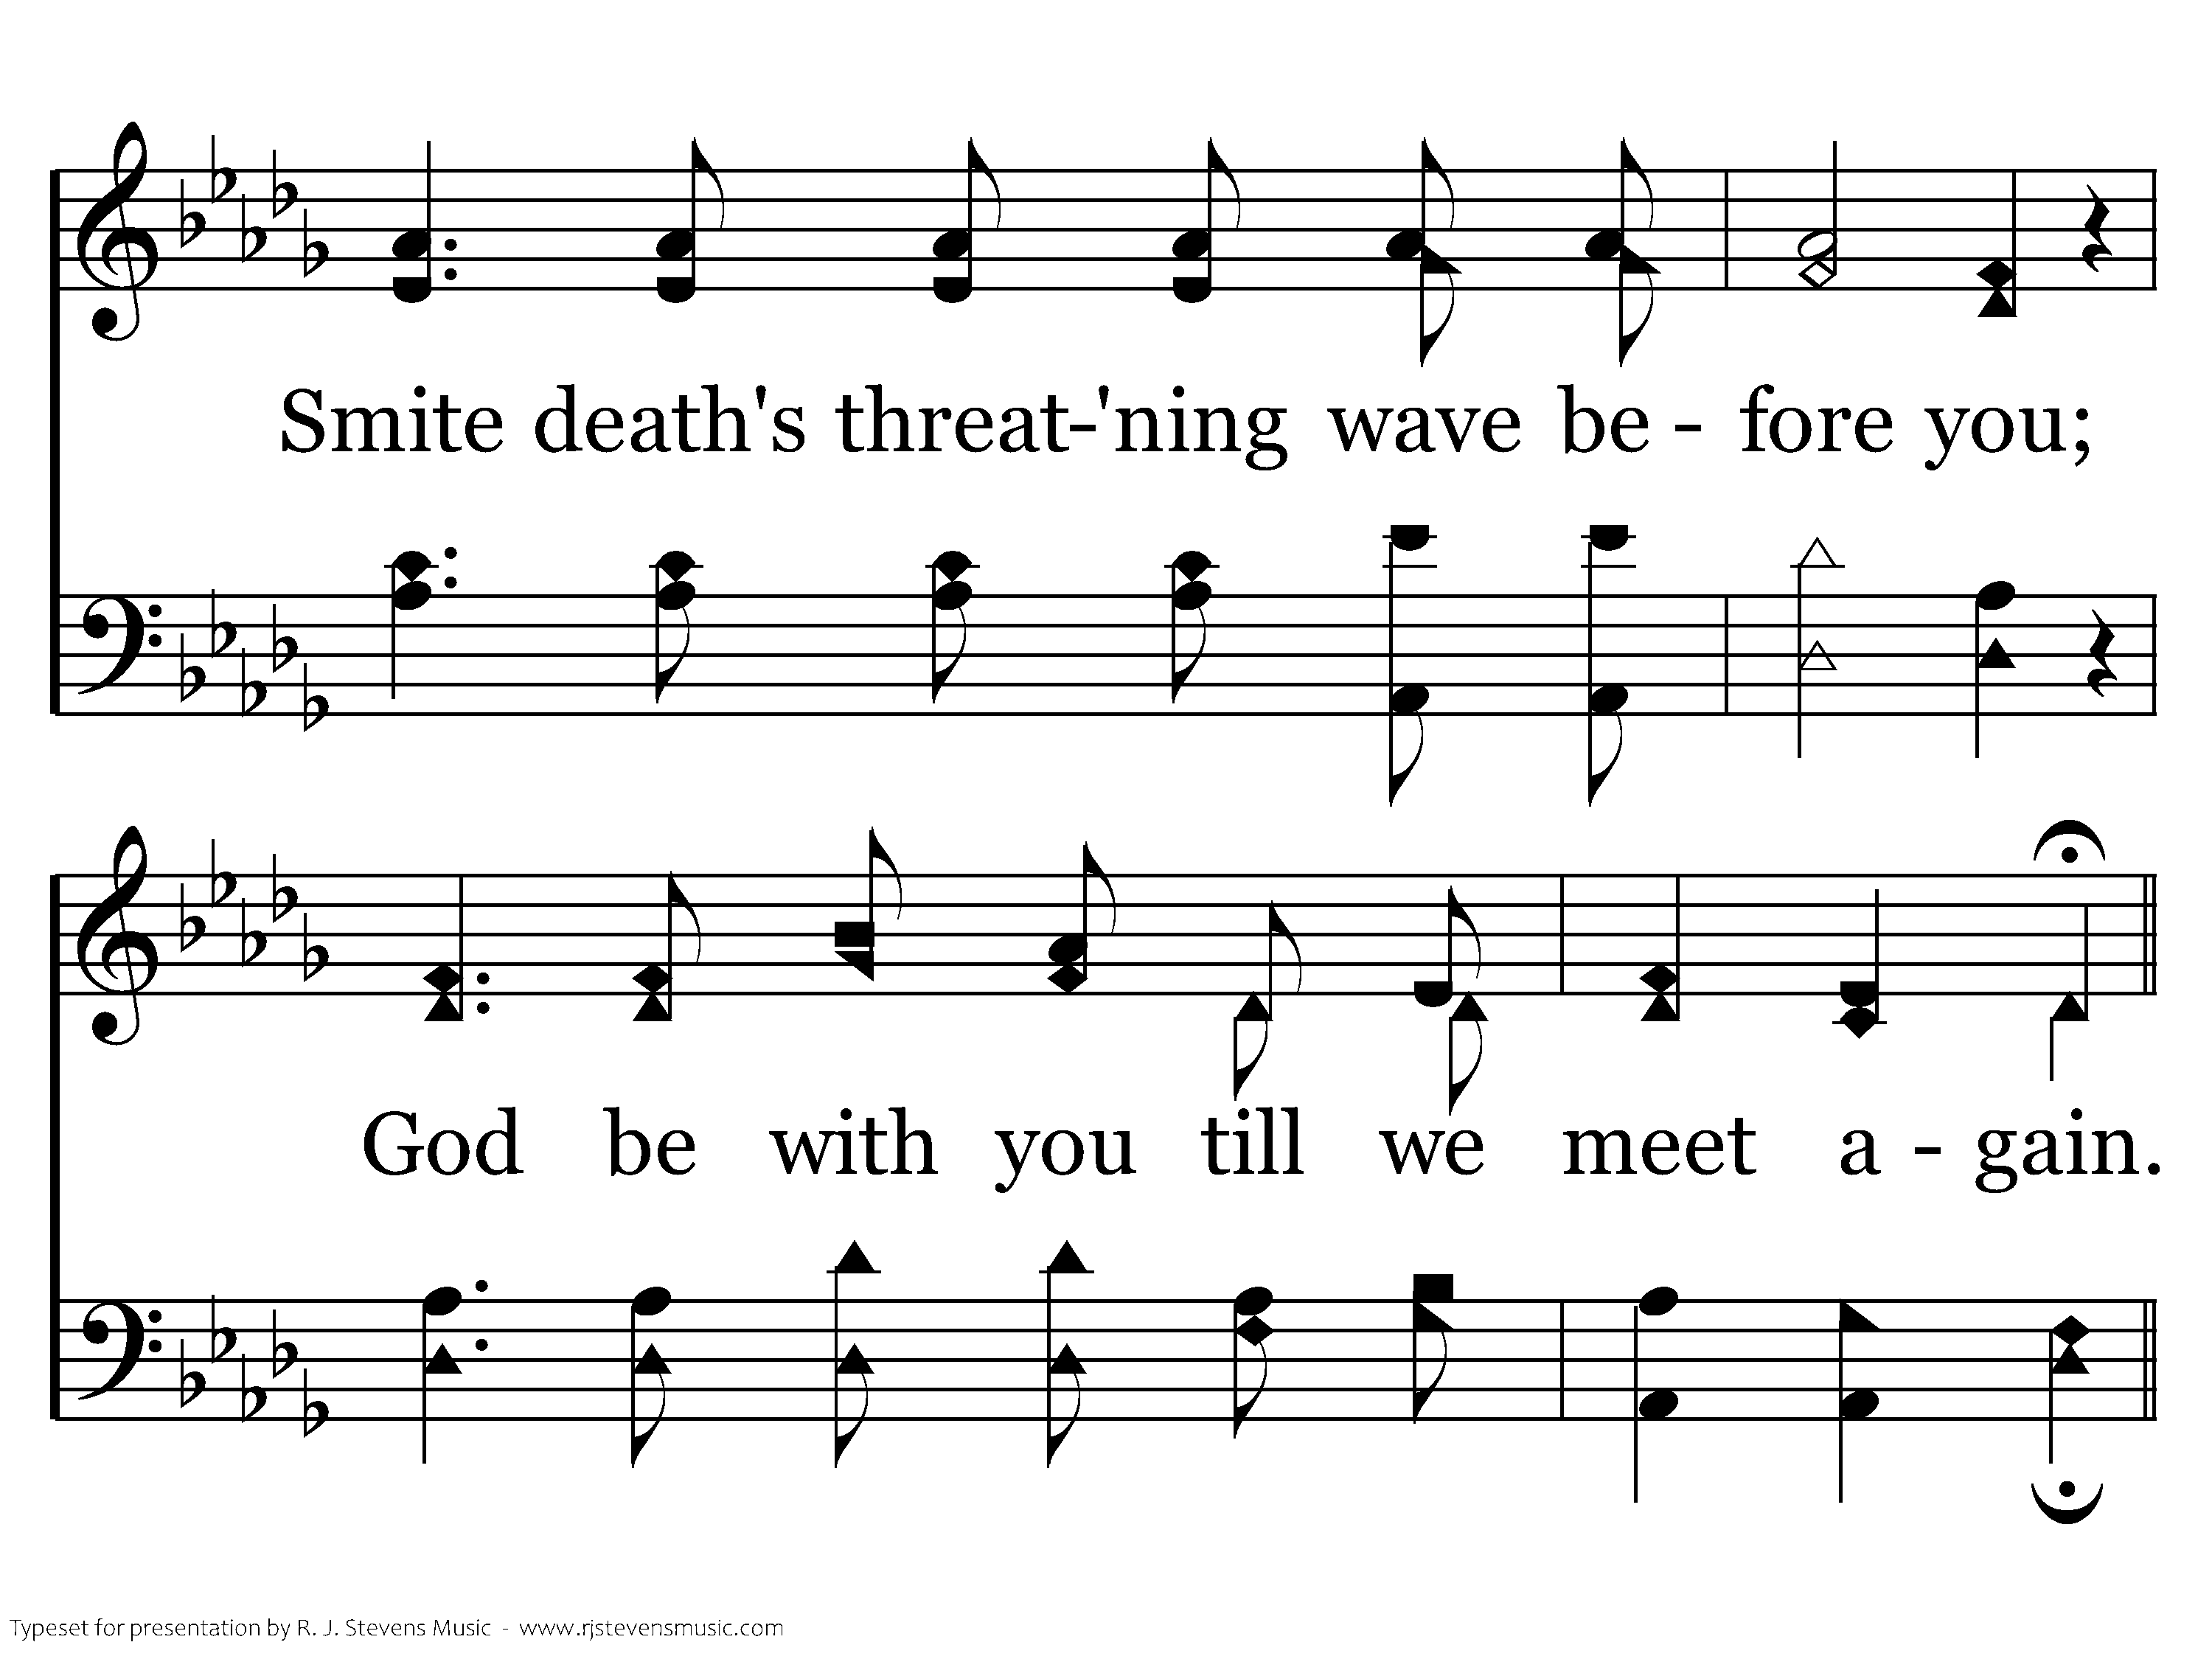 Smite death's threat-'ning wave be - fore you;
God be with you till we meet a - gain.
Typeset for presentation by R. J. Stevens Music - www.rjstevensmusic.com